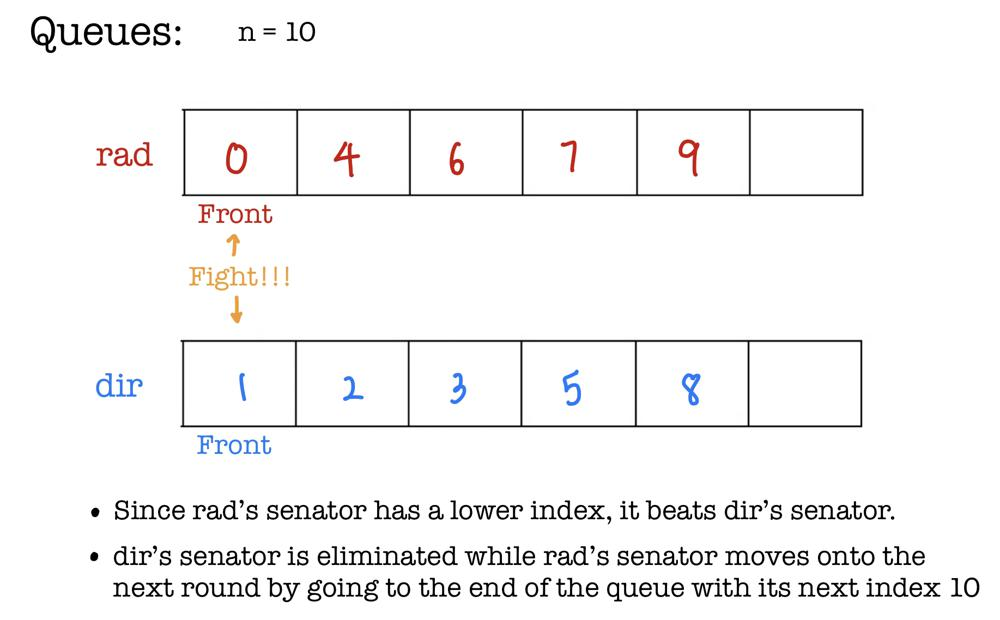 Queues: n = 10
rad 0 4 6 7 9
Front
Fight!!!
dir 1 2 3 5 8
Front
• Since rad's senator has a lower index, it beats dir's senator.
• dir's senator is eliminated while rad's senator moves onto the
next round by going to the end of the queue with its next index 10